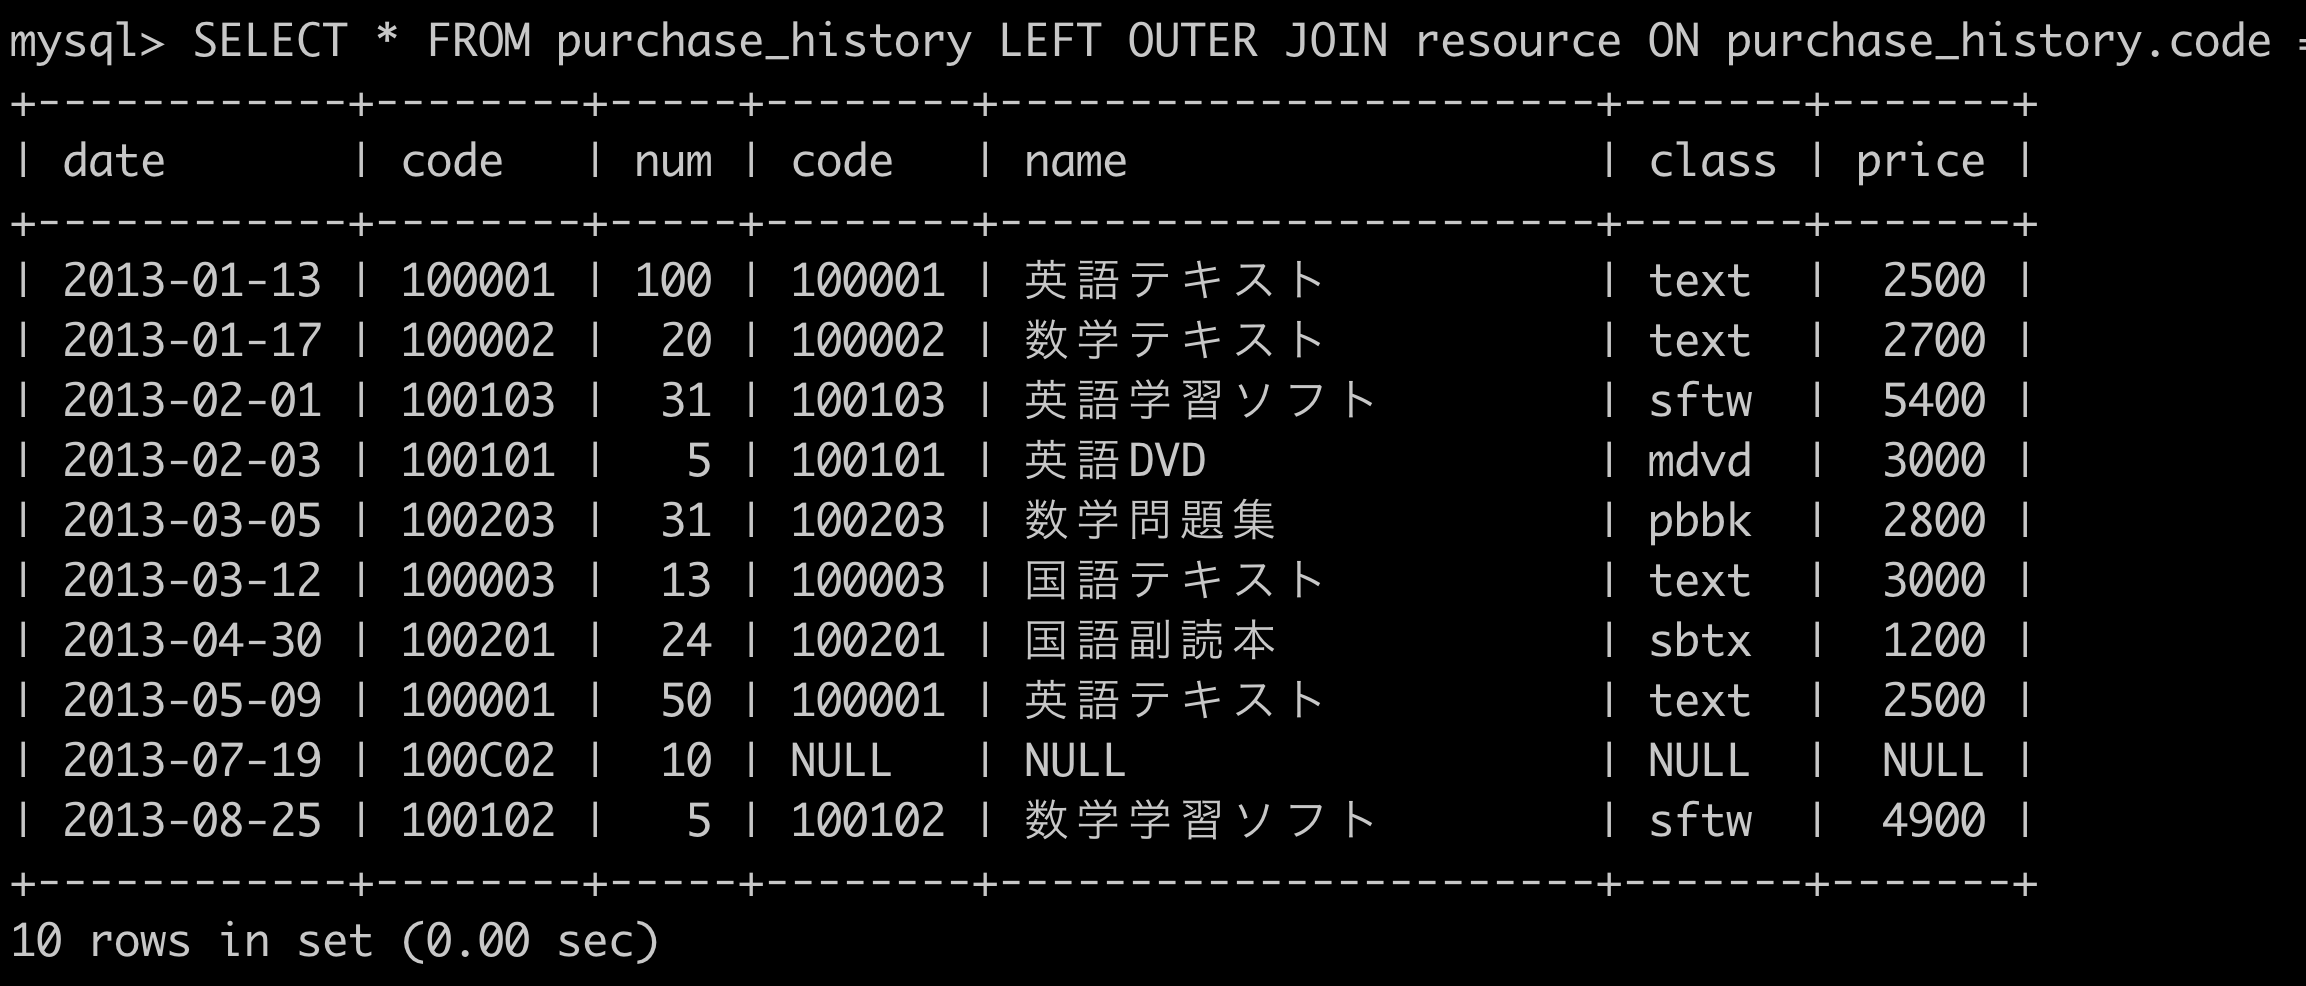 mysql> SELECT * FROM purchase_history LEFT OUTER JOIN resource ON purchase_history.code =
+------------+--------+-----+--------+-----------------------+-------+-------+
| date       | code   | num | code   | name                  | class | price |
+------------+--------+-----+--------+-----------------------+-------+-------+
| 2013-01-13 | 100001 | 100 | 100001 | 英語テキスト          | text  |  2500 |
| 2013-01-17 | 100002 |  20 | 100002 | 数学テキスト          | text  |  2700 |
| 2013-02-01 | 100103 |  31 | 100103 | 英語学習ソフト        | sftw  |  5400 |
| 2013-02-03 | 100101 |   5 | 100101 | 英語DVD               | mdvd  |  3000 |
| 2013-03-05 | 100203 |  31 | 100203 | 数学問題集            | pbbk  |  2800 |
| 2013-03-12 | 100003 |  13 | 100003 | 国語テキスト          | text  |  3000 |
| 2013-04-30 | 100201 |  24 | 100201 | 国語副読本            | sbtx  |  1200 |
| 2013-05-09 | 100001 |  50 | 100001 | 英語テキスト          | text  |  2500 |
| 2013-07-19 | 100C02 |  10 | NULL   | NULL                  | NULL  |  NULL |
| 2013-08-25 | 100102 |   5 | 100102 | 数学学習ソフト        | sftw  |  4900 |
+------------+--------+-----+--------+-----------------------+-------+-------+
10 rows in set (0.00 sec)